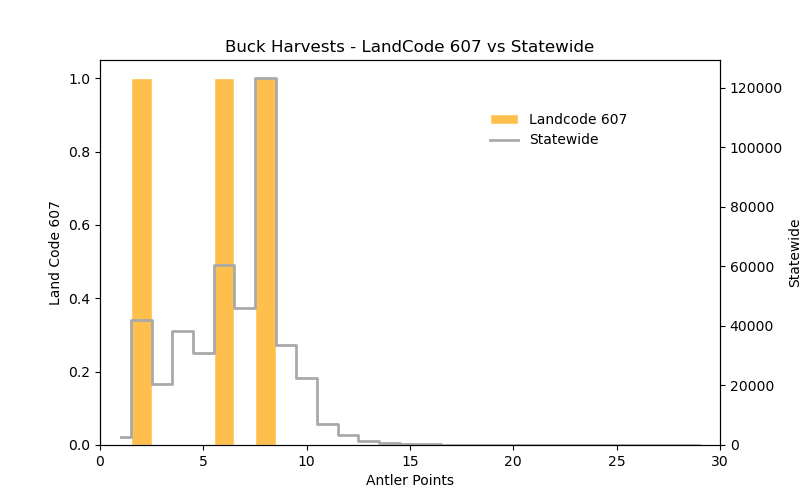 Buck Harvests - LandCode 607 vs Statewide
1.0
0.8
0.6
0.4
0.2
0.0
Land Code 607
Landcode 607
Statewide
120000
100000
80000
60000
40000
20000
0
Statewide
0 5 10 15 20 25 30
Antler Points